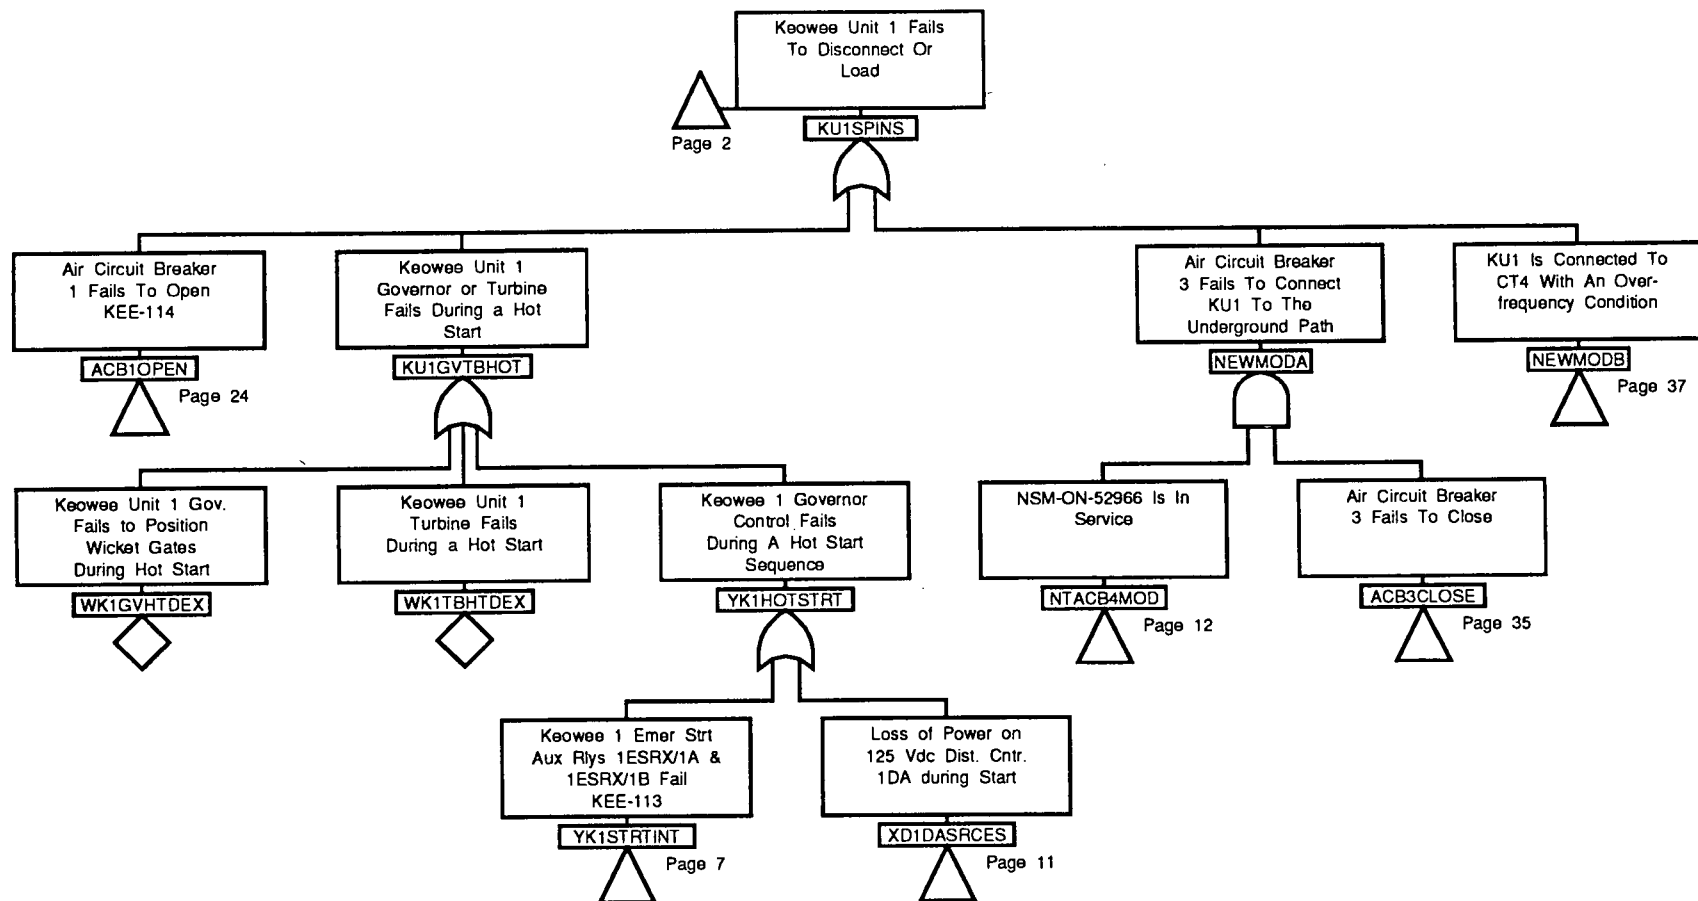 Keowee Unit 1 Fails
To Disconnect Or
Load
Page 2
KU1SPINS
Air Circuit Breaker
1 Fails To Open
KEE-114
ACB1OPEN
Page 24
Keowee Unit 1
Governor or Turbine
Fails During a Hot
Start
KU1GVTBHOT
Air Circuit Breaker
3 Fails To Connect
KU1 To The
Underground Path
NEWMODA
KU1 Is Connected To
CT4 With An Over-
frequency Condition
NEWMODB
Page 37
Keowee Unit 1 Gov.
Fails to Position
Wicket Gates
During Hot Start
WK1GVHTDEX
Keowee Unit 1
Turbine Fails
During a Hot Start
WK1TBHTDEX
Keowee 1 Governor
Control Fails
During A Hot Start
Sequence
YK1HOTSTRT
NSM-ON-52966 Is In
Service
NTACB4MOD
Page 12
Air Circuit Breaker
3 Fails To Close
ACB3CLOSE
Page 35
Keowee 1 Emer Strt
Aux Rlys 1ESRX/1A &
1ESRX/1B Fail
KEE-113
YK1STRTINT
Page 7
Loss of Power on
125 Vdc Dist. Cntr.
1DA during Start
XD1DASRCES
Page 11